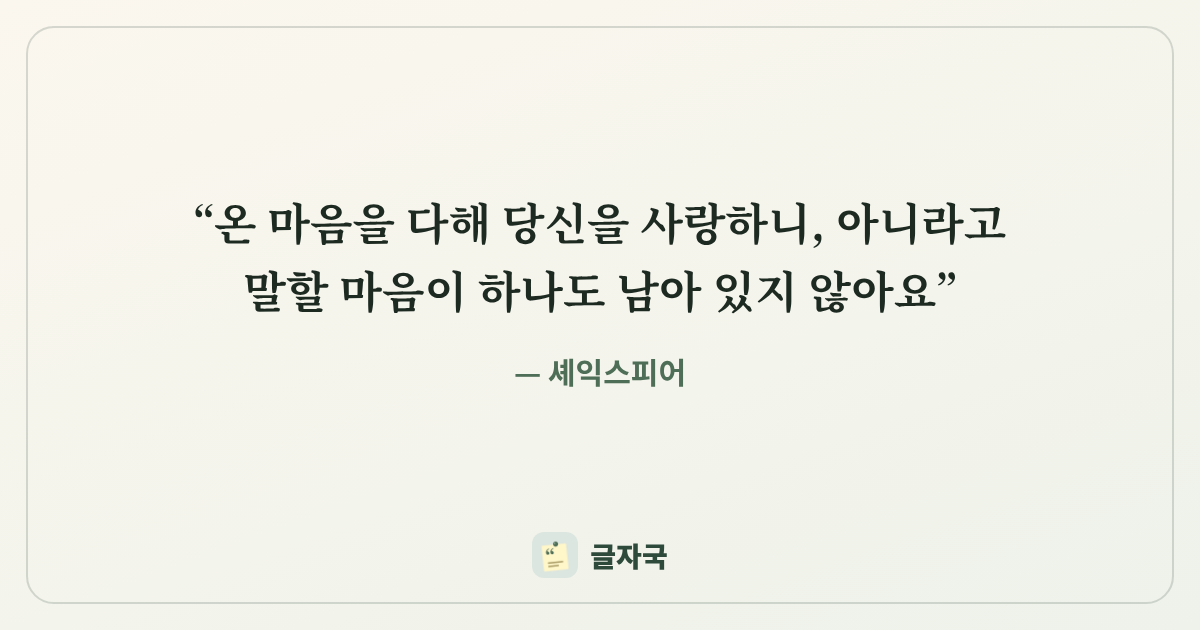 “온 마음을 다해 당신을 사랑하니, 아니라고
말할 마음이 하나도 남아 있지 않아요”
— 셰익스피어
글자국